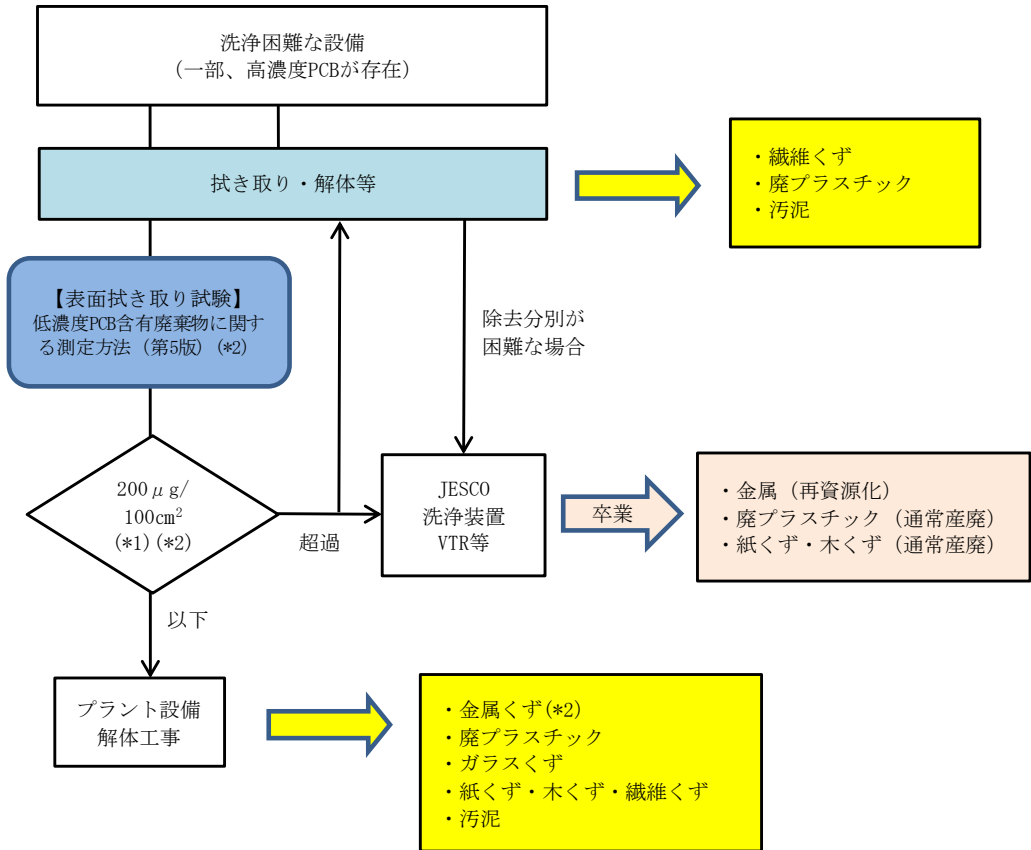 洗浄困難な設備
（一部、高濃度PCBが存在）
拭き取り・解体等
・繊維くず
・廃プラスチック
・汚泥
【表面拭き取り試験】
低濃度PCB含有廃棄物に関す
る測定方法（第5版）(*2)
除去分別が
困難な場合
200μg/
100cm²
(*1)(*2)
超過
JESCO
洗浄装置
VTR等
卒業
・金属（再資源化）
・廃プラスチック（通常産廃）
・紙くず・木くず（通常産廃）
以下
プラント設備
解体工事
・金属くず(*2)
・廃プラスチック
・ガラスくず
・紙くず・木くず・繊維くず
・汚泥